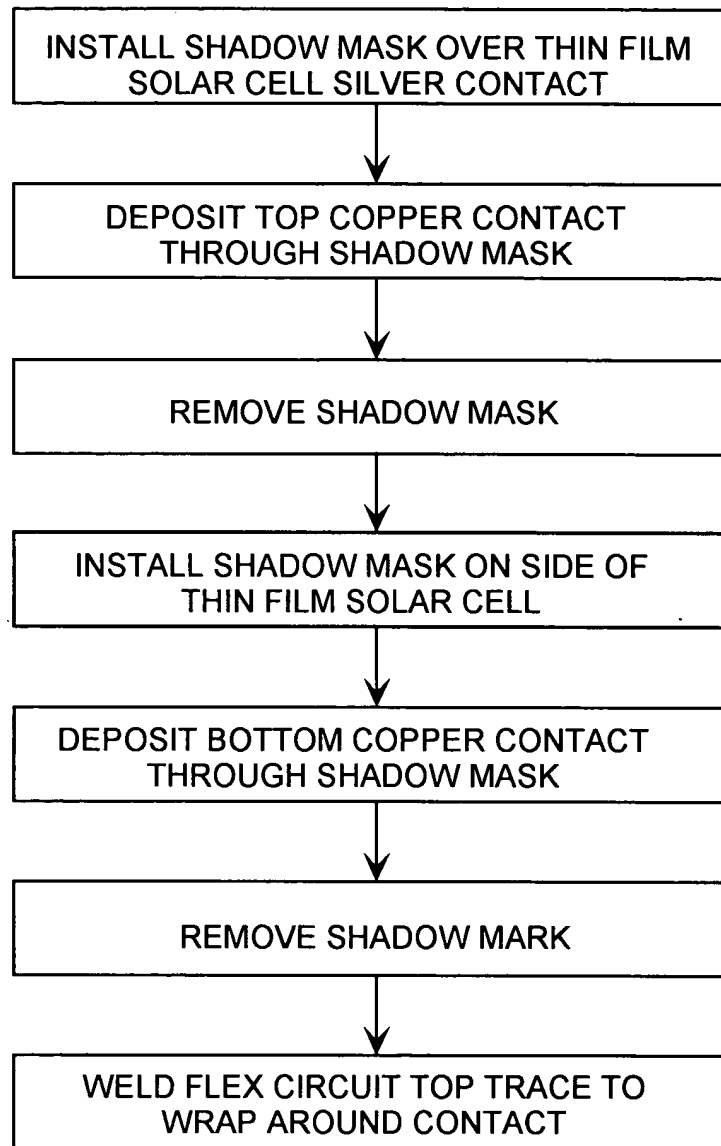 INSTALL SHADOW MASK OVER THIN FILM
SOLAR CELL SILVER CONTACT
DEPOSIT TOP COPPER CONTACT
THROUGH SHADOW MASK
REMOVE SHADOW MASK
INSTALL SHADOW MASK ON SIDE OF
THIN FILM SOLAR CELL
DEPOSIT BOTTOM COPPER CONTACT
THROUGH SHADOW MASK
REMOVE SHADOW MARK
WELD FLEX CIRCUIT TOP TRACE TO
WRAP AROUND CONTACT